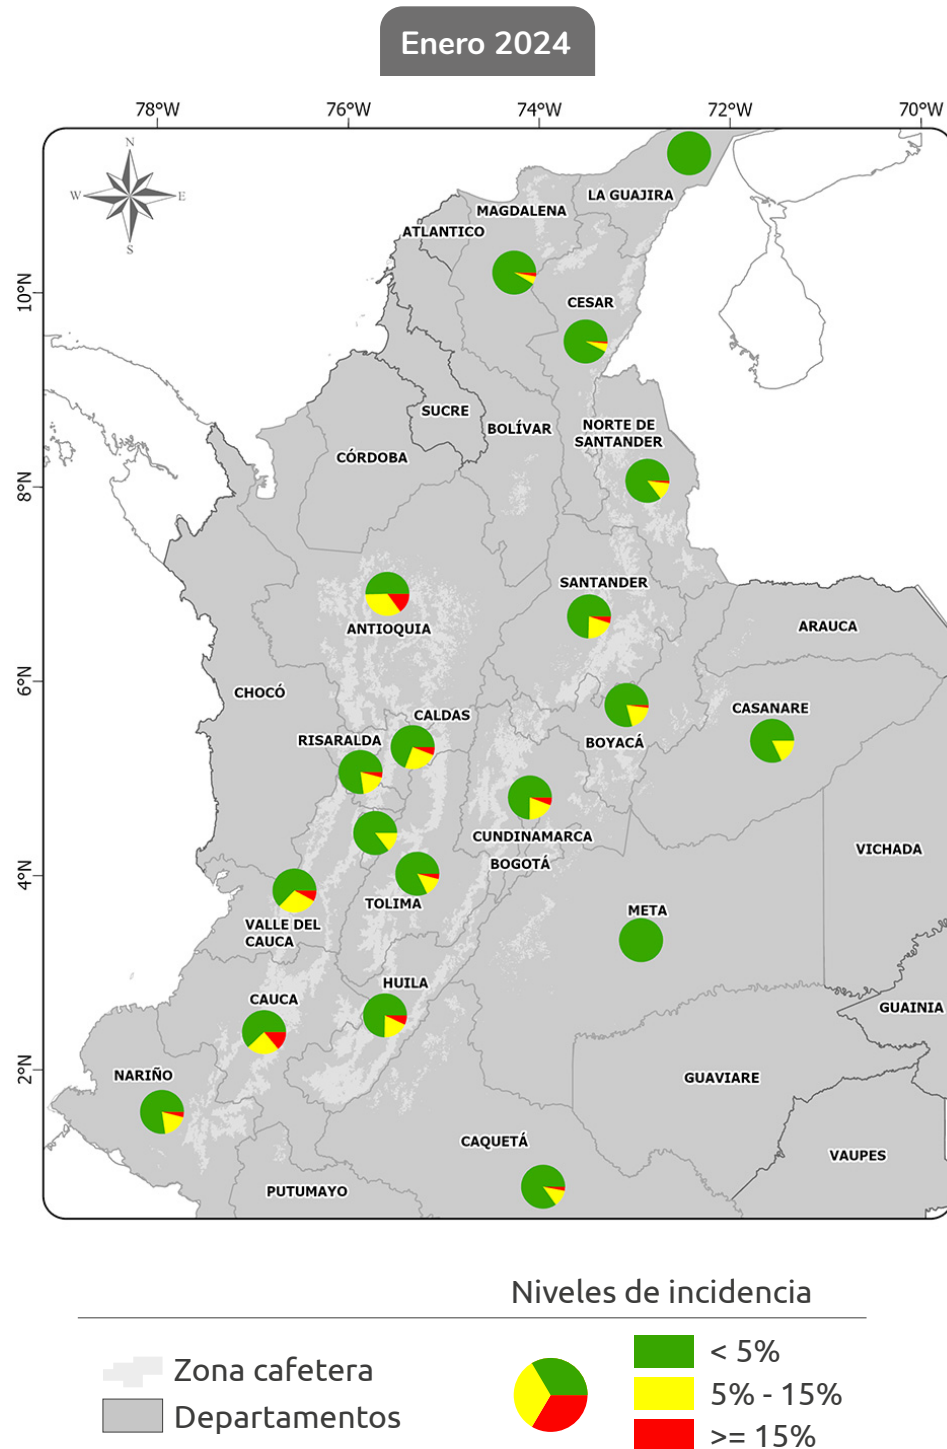 Enero 2024
78°W
76°W
74°W
72°W
70°W
N
W
E
S
LA GUAJIRA
MAGDALENA
ATLANTICO
10°N
CESAR
SUCRE
BOLÍVAR
NORTE DE
SANTANDER
CÓRDOBA
8°N
SANTANDER
ANTIOQUIA
ARAUCA
6°N
CHOCÓ
CALDAS
CASANARE
RISARALDA
BOYACÁ
CUNDINAMARCA
VICHADA
BOGOTÁ
4°N
TOLIMA
META
VALLE DEL
CAUCA
HUILA
CAUCA
GUAINIA
2°N
NARIÑO
GUAVIARE
CAQUETÁ
VAUPES
PUTUMAYO
Niveles de incidencia
Zona cafetera
Departamentos
< 5%
5% - 15%
>= 15%